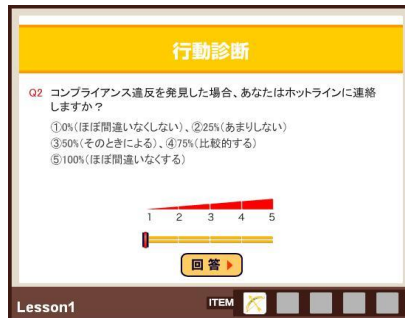 行動診断
Q2 コンプライアンス違反を発見した場合、あなたはホットラインに連絡
しますか？
①0%(ほぼ間違いなくしない)、②25%(あまりしない)
③50%(そのときによる)、④75%(比較的する)
⑤100%(ほぼ間違いなくする)
1 2 3 4 5
回答
Lesson1 ITEM